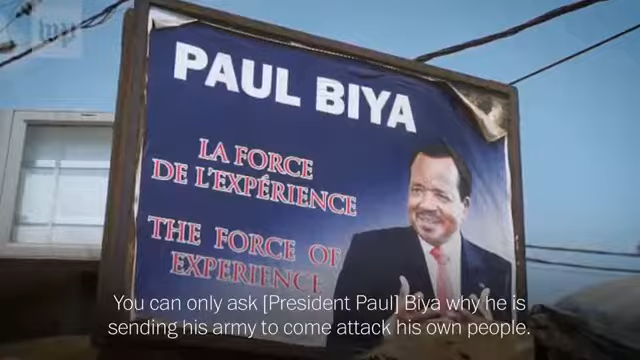 wp
PAUL BIYA
LA FORCE
DE L'EXPÉRIENCE
THE FORCE OF
EXPERIENCE
You can only ask [President Paul] Biya why he is
sending his army to come attack his own people.